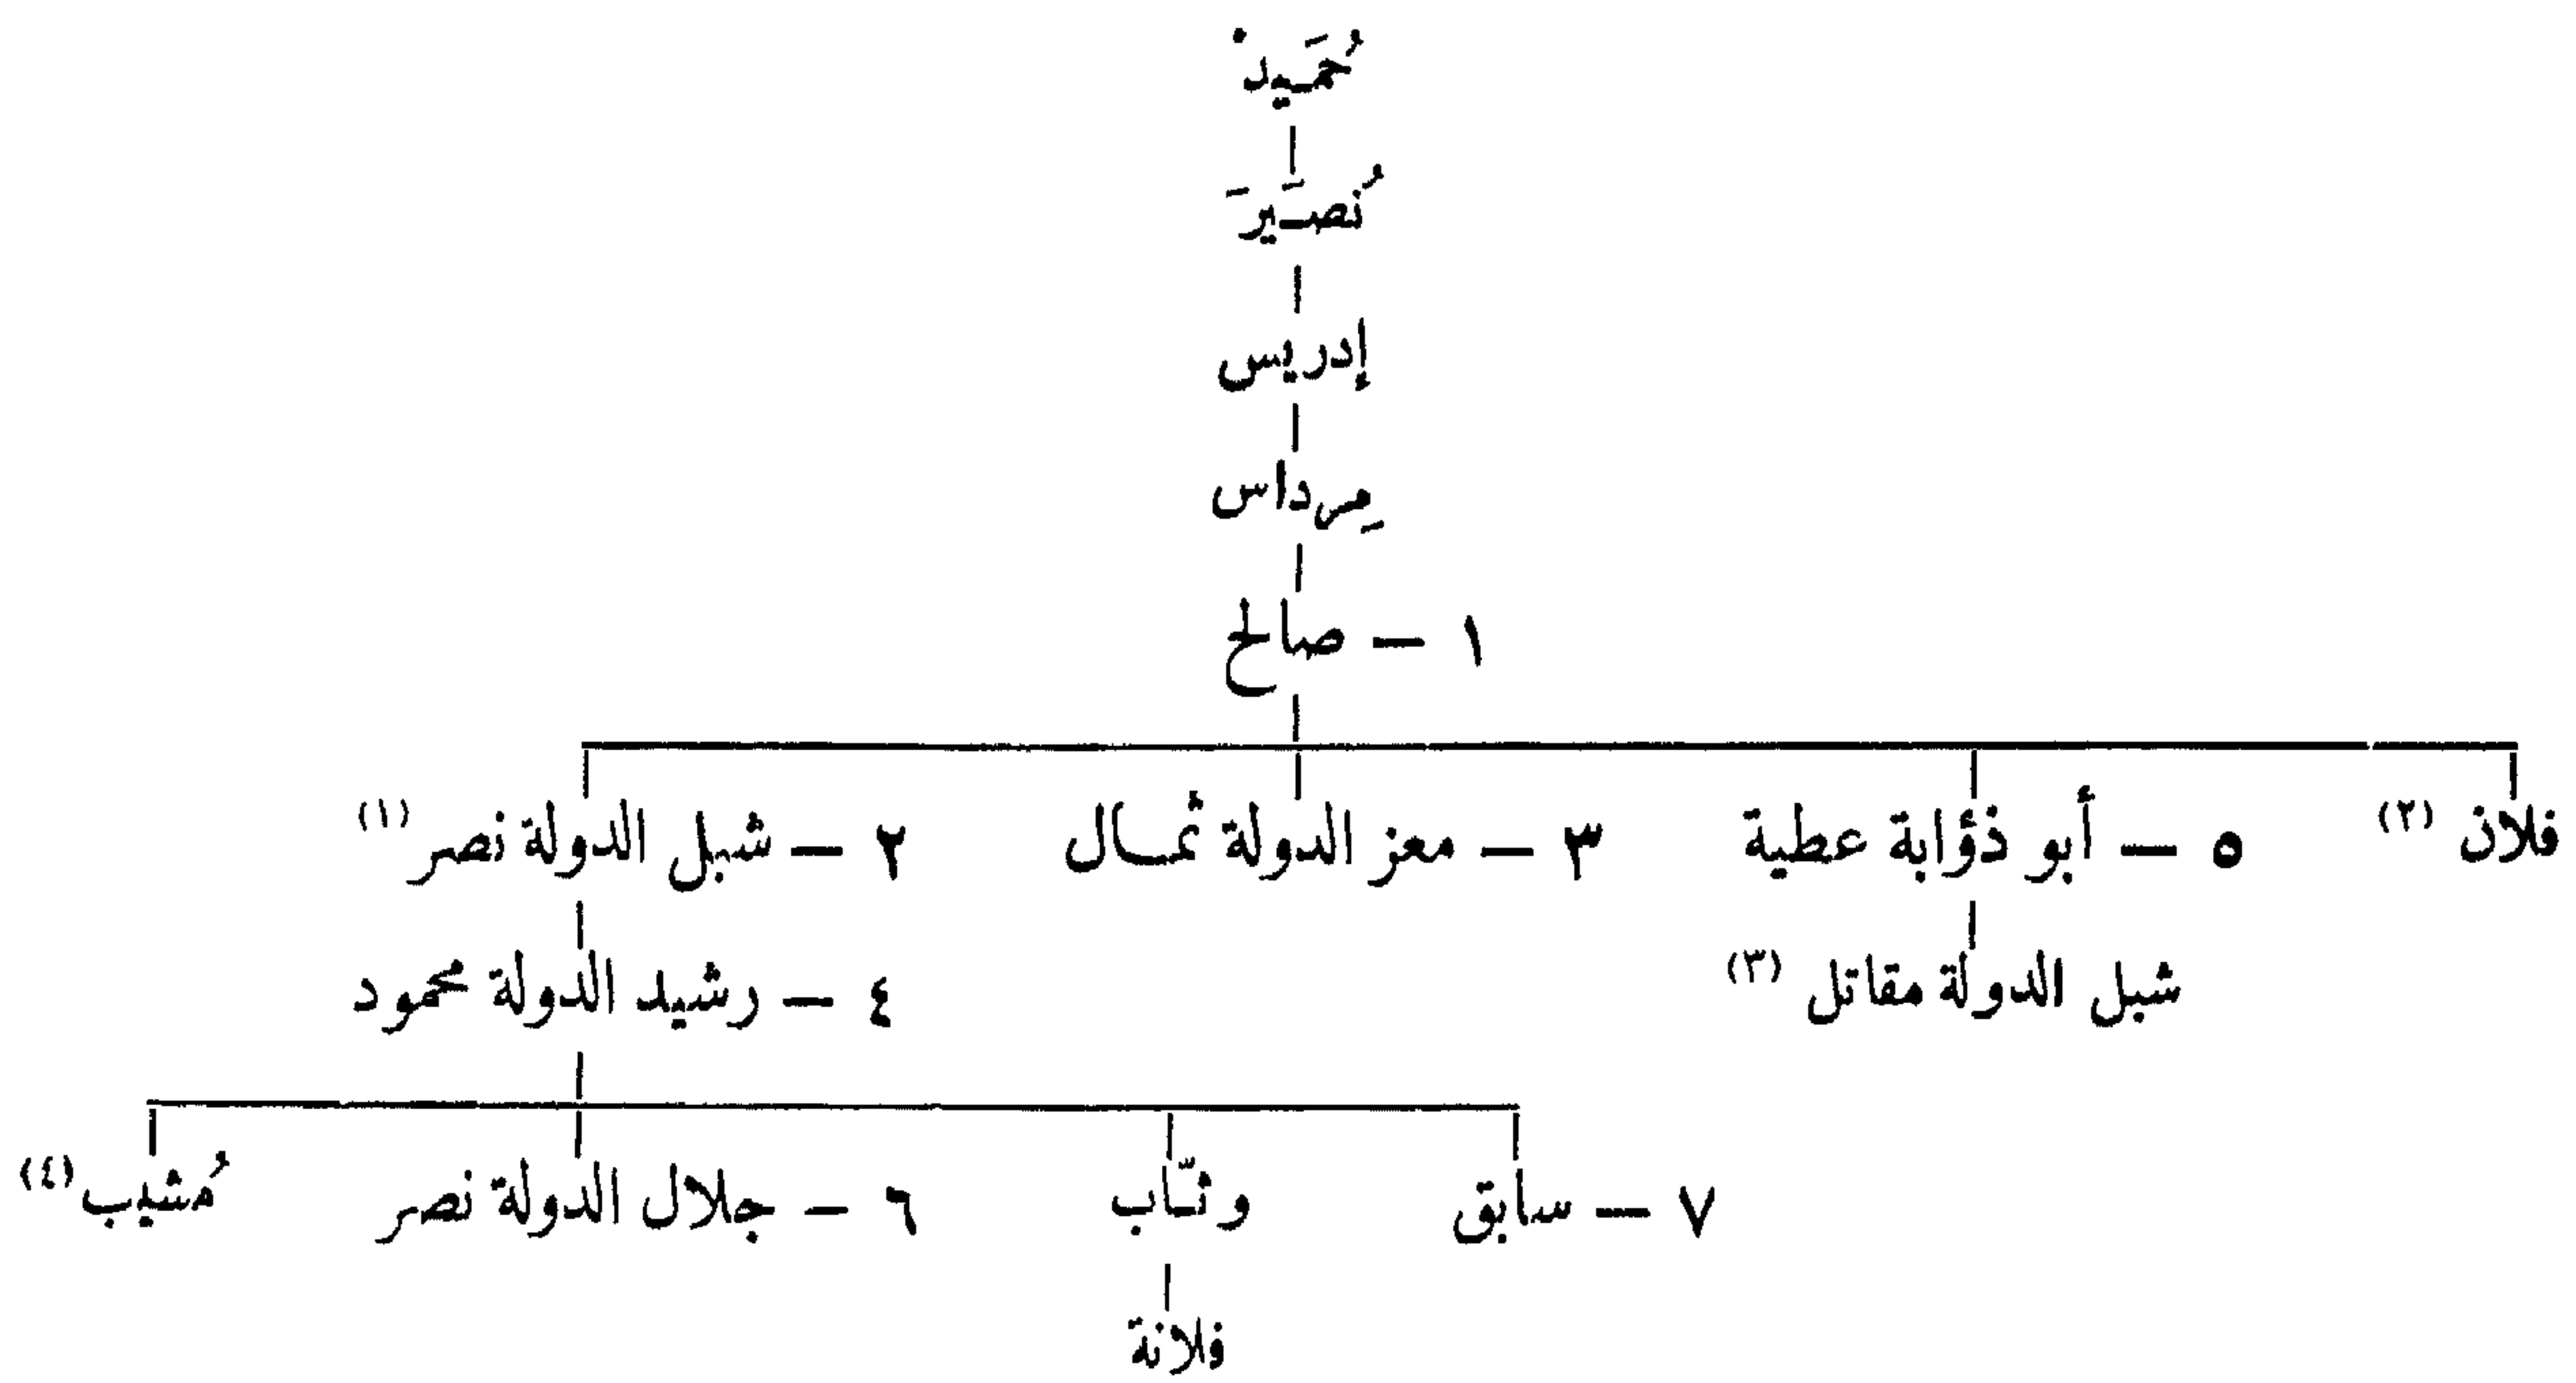 حُمَيد
نُصَيرَ
إدريس
مِرداس
١ — صالح
فلان (٢)
٥ — أبو ذؤابة عطية
٣ — معز الدولة ثمال
٢ — شبل الدولة نصر (١)
شبل الدولة مقاتل (٣)
٤ — رشيد الدولة محمود
٧ — سابق
وثّاب
٦ — جلال الدولة نصر
مُشيب (٤)
فلانة